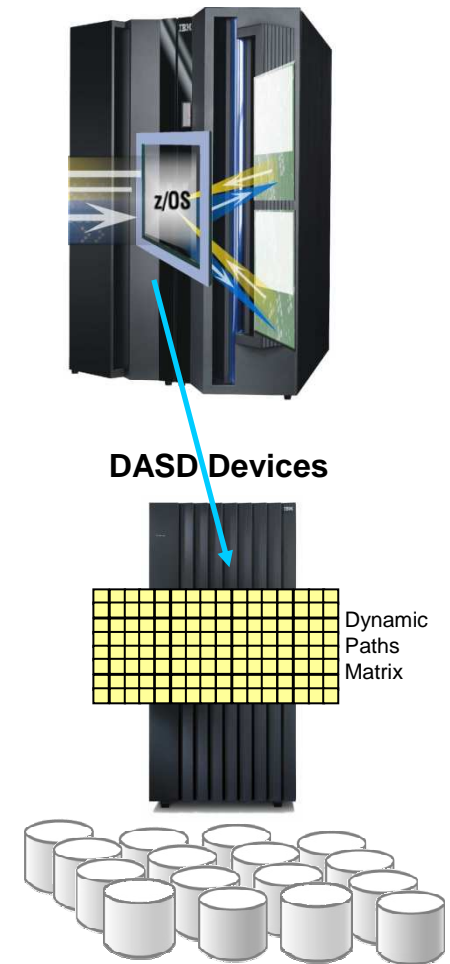 IBM
z/OS
DASD Devices
IBM
Dynamic
Paths
Matrix